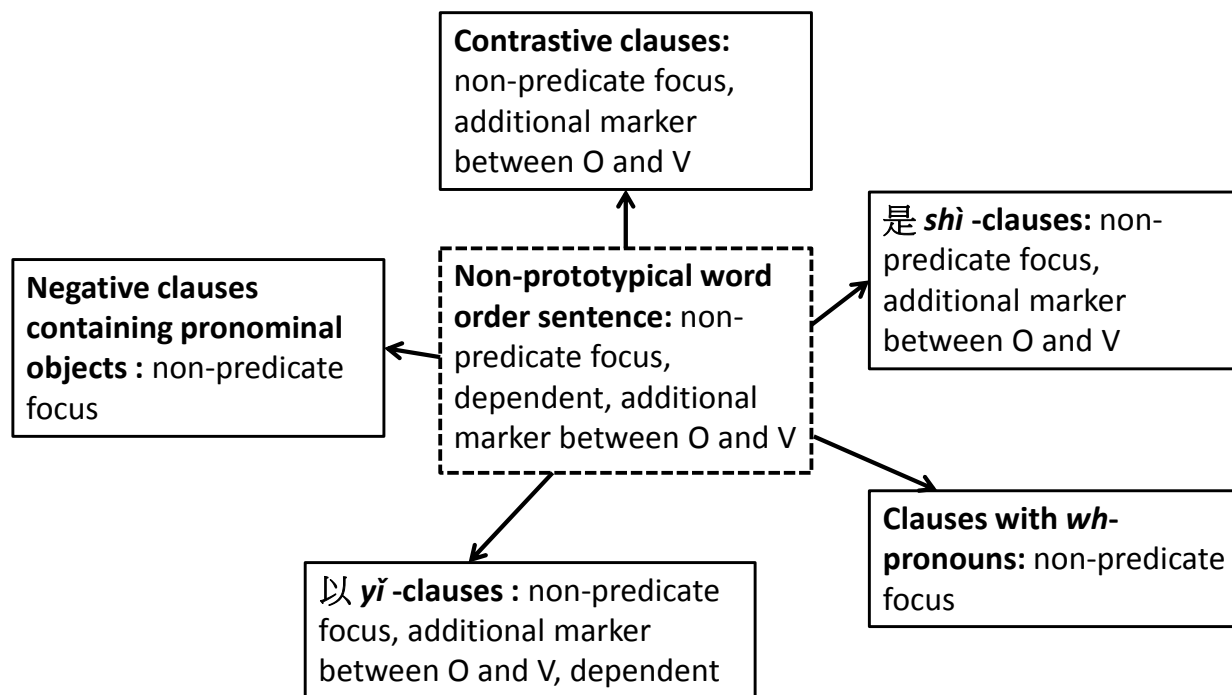 Contrastive clauses:
non-predicate focus,
additional marker
between O and V
是 shì -clauses: non-
predicate focus,
additional marker
between O and V
Negative clauses
containing pronominal
objects : non-predicate
focus
Non-prototypical word
order sentence: non-
predicate focus,
dependent, additional
marker between O and V
Clauses with wh-
pronouns: non-predicate
focus
以 yǐ -clauses : non-predicate
focus, additional marker
between O and V, dependent